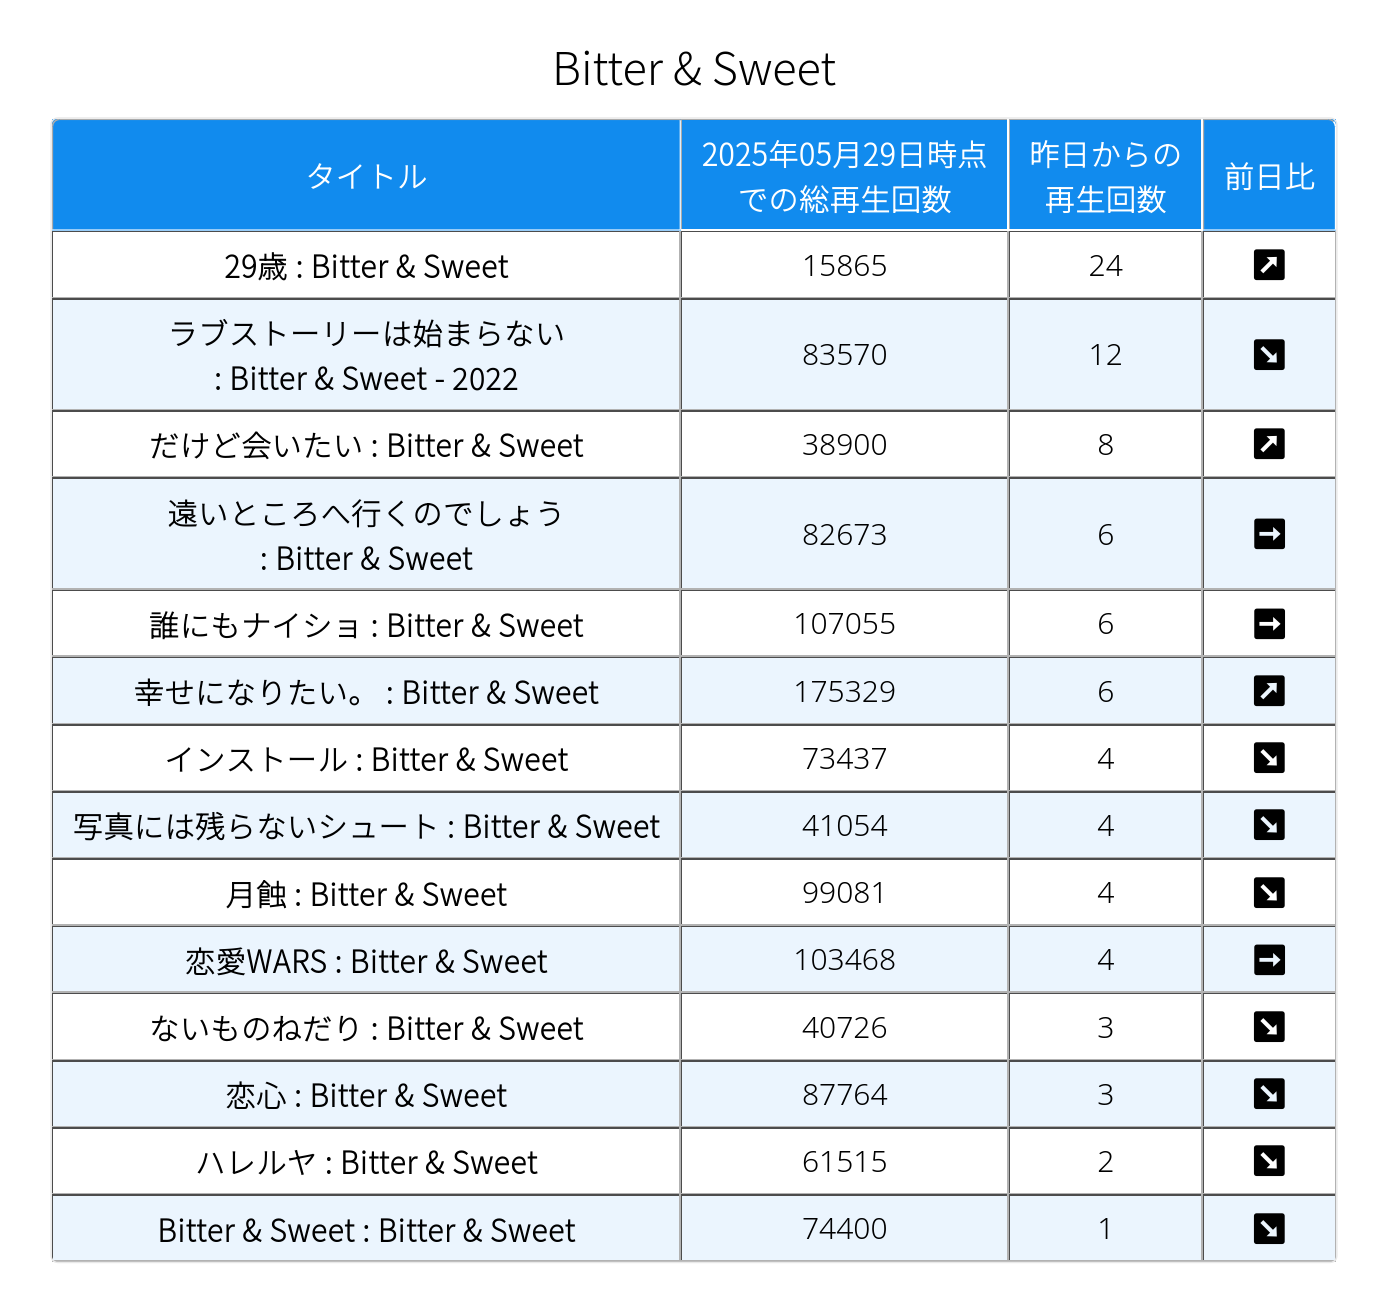 Bitter & Sweet
タイトル
2025年05月29日時点
での総再生回数
昨日からの
再生回数
前日比
29歳 : Bitter & Sweet
15865
24
ラブストーリーは始まらない
: Bitter & Sweet - 2022
83570
12
だけど会いたい : Bitter & Sweet
38900
8
遠いところへ行くのでしょう
: Bitter & Sweet
82673
6
誰にもナイショ : Bitter & Sweet
107055
6
幸せになりたい。 : Bitter & Sweet
175329
6
インストール : Bitter & Sweet
73437
4
写真には残らないシュート : Bitter & Sweet
41054
4
月蝕 : Bitter & Sweet
99081
4
恋愛WARS : Bitter & Sweet
103468
4
ないものねだり : Bitter & Sweet
40726
3
恋心 : Bitter & Sweet
87764
3
ハレルヤ : Bitter & Sweet
61515
2
Bitter & Sweet : Bitter & Sweet
74400
1